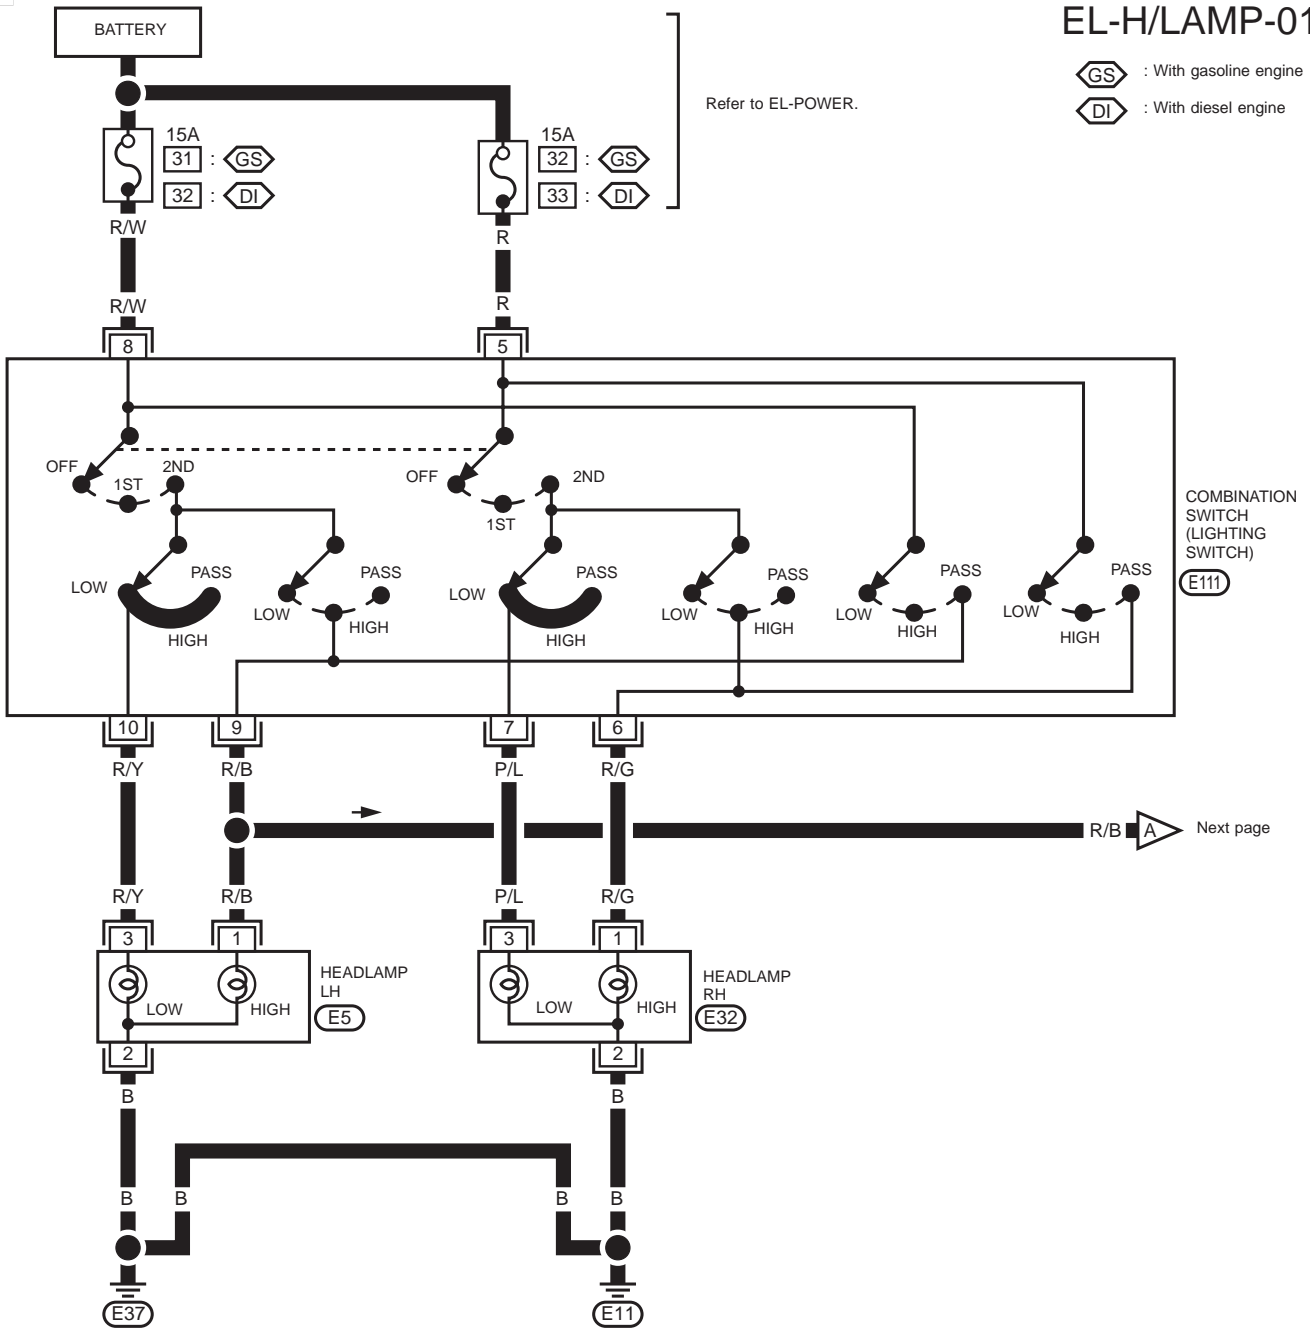 EL-H/LAMP-01
BATTERY
GS : With gasoline engine
DI : With diesel engine
Refer to EL-POWER.
15A
31 : GS
32 : DI
15A
32 : GS
33 : DI
R/W
R
R/W
R
8
5
OFF
1ST
2ND
OFF
1ST
2ND
LOW
PASS
HIGH
LOW
PASS
HIGH
LOW
PASS
HIGH
LOW
PASS
HIGH
LOW
PASS
HIGH
LOW
PASS
HIGH
COMBINATION
SWITCH
(LIGHTING
SWITCH)
E111
10
9
7
6
R/Y
R/B
P/L
R/G
R/B
A
Next page
R/Y
R/B
P/L
R/G
3
1
3
1
LOW
HIGH
HEADLAMP
LH
E5
LOW
HIGH
HEADLAMP
RH
E32
2
2
B
B
B
B
B
B
E37
E11